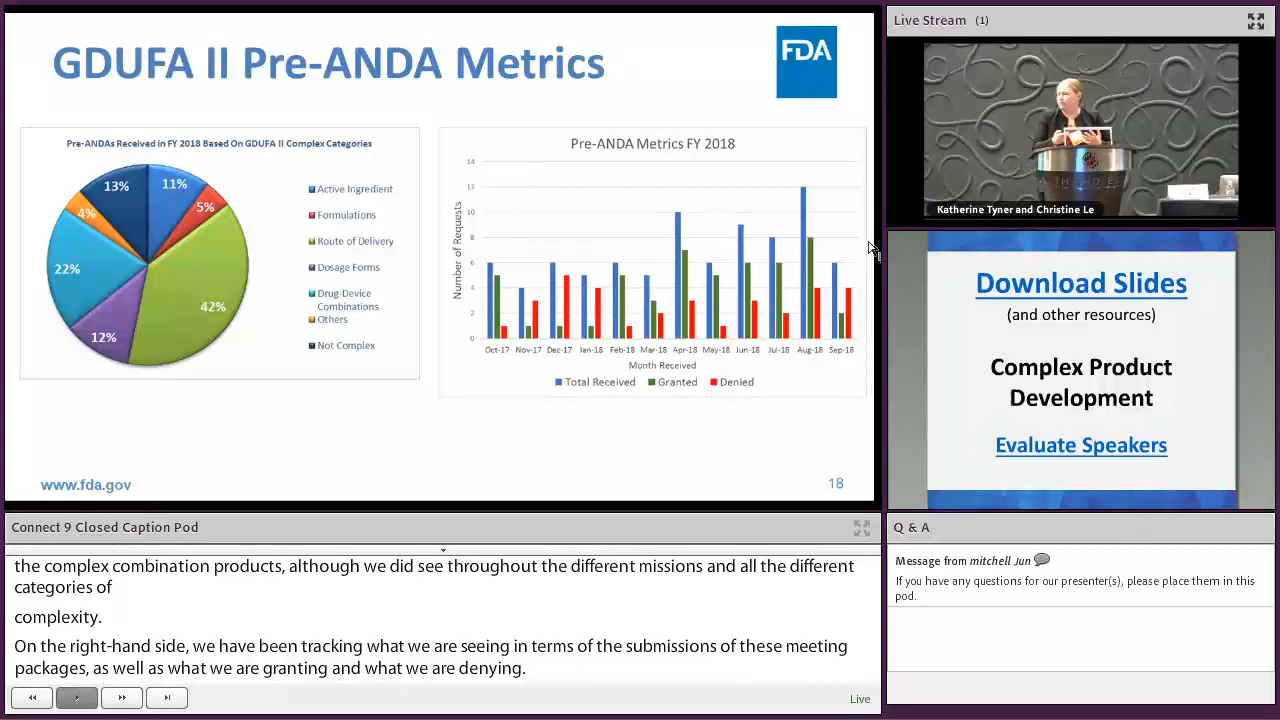 GDUFA II Pre-ANDA Metrics
FDA
Pre-ANDAs Received in FY 2018 Based On GDUFA II Complex Categories
13%
11%
5%
4%
22%
42%
12%
Active Ingredient
Formulations
Route of Delivery
Dosage Forms
Drug-Device
Combinations
Others
Not Complex
Pre-ANDA Metrics FY 2018
Number of Requests
14
12
10
8
6
4
2
0
Oct-17 Nov-17 Dec-17 Jan-18 Feb-18 Mar-18 Apr-18 May-18 Jun-18 Jul-18 Aug-18 Sep-18
Month Received
Total Received Granted Denied
www.fda.gov
18
Live Stream (1)
Katherine Tyner and Christine Le
Download Slides
(and other resources)
Complex Product
Development
Evaluate Speakers
Connect 9 Closed Caption Pod
the complex combination products, although we did see throughout the different missions and all the different
categories of
complexity.
On the right-hand side, we have been tracking what we are seeing in terms of the submissions of these meeting
packages, as well as what we are granting and what we are denying.
Live
Q & A
Message from mitchell Jun
If you have any questions for our presenter(s), please place them in this
pod.